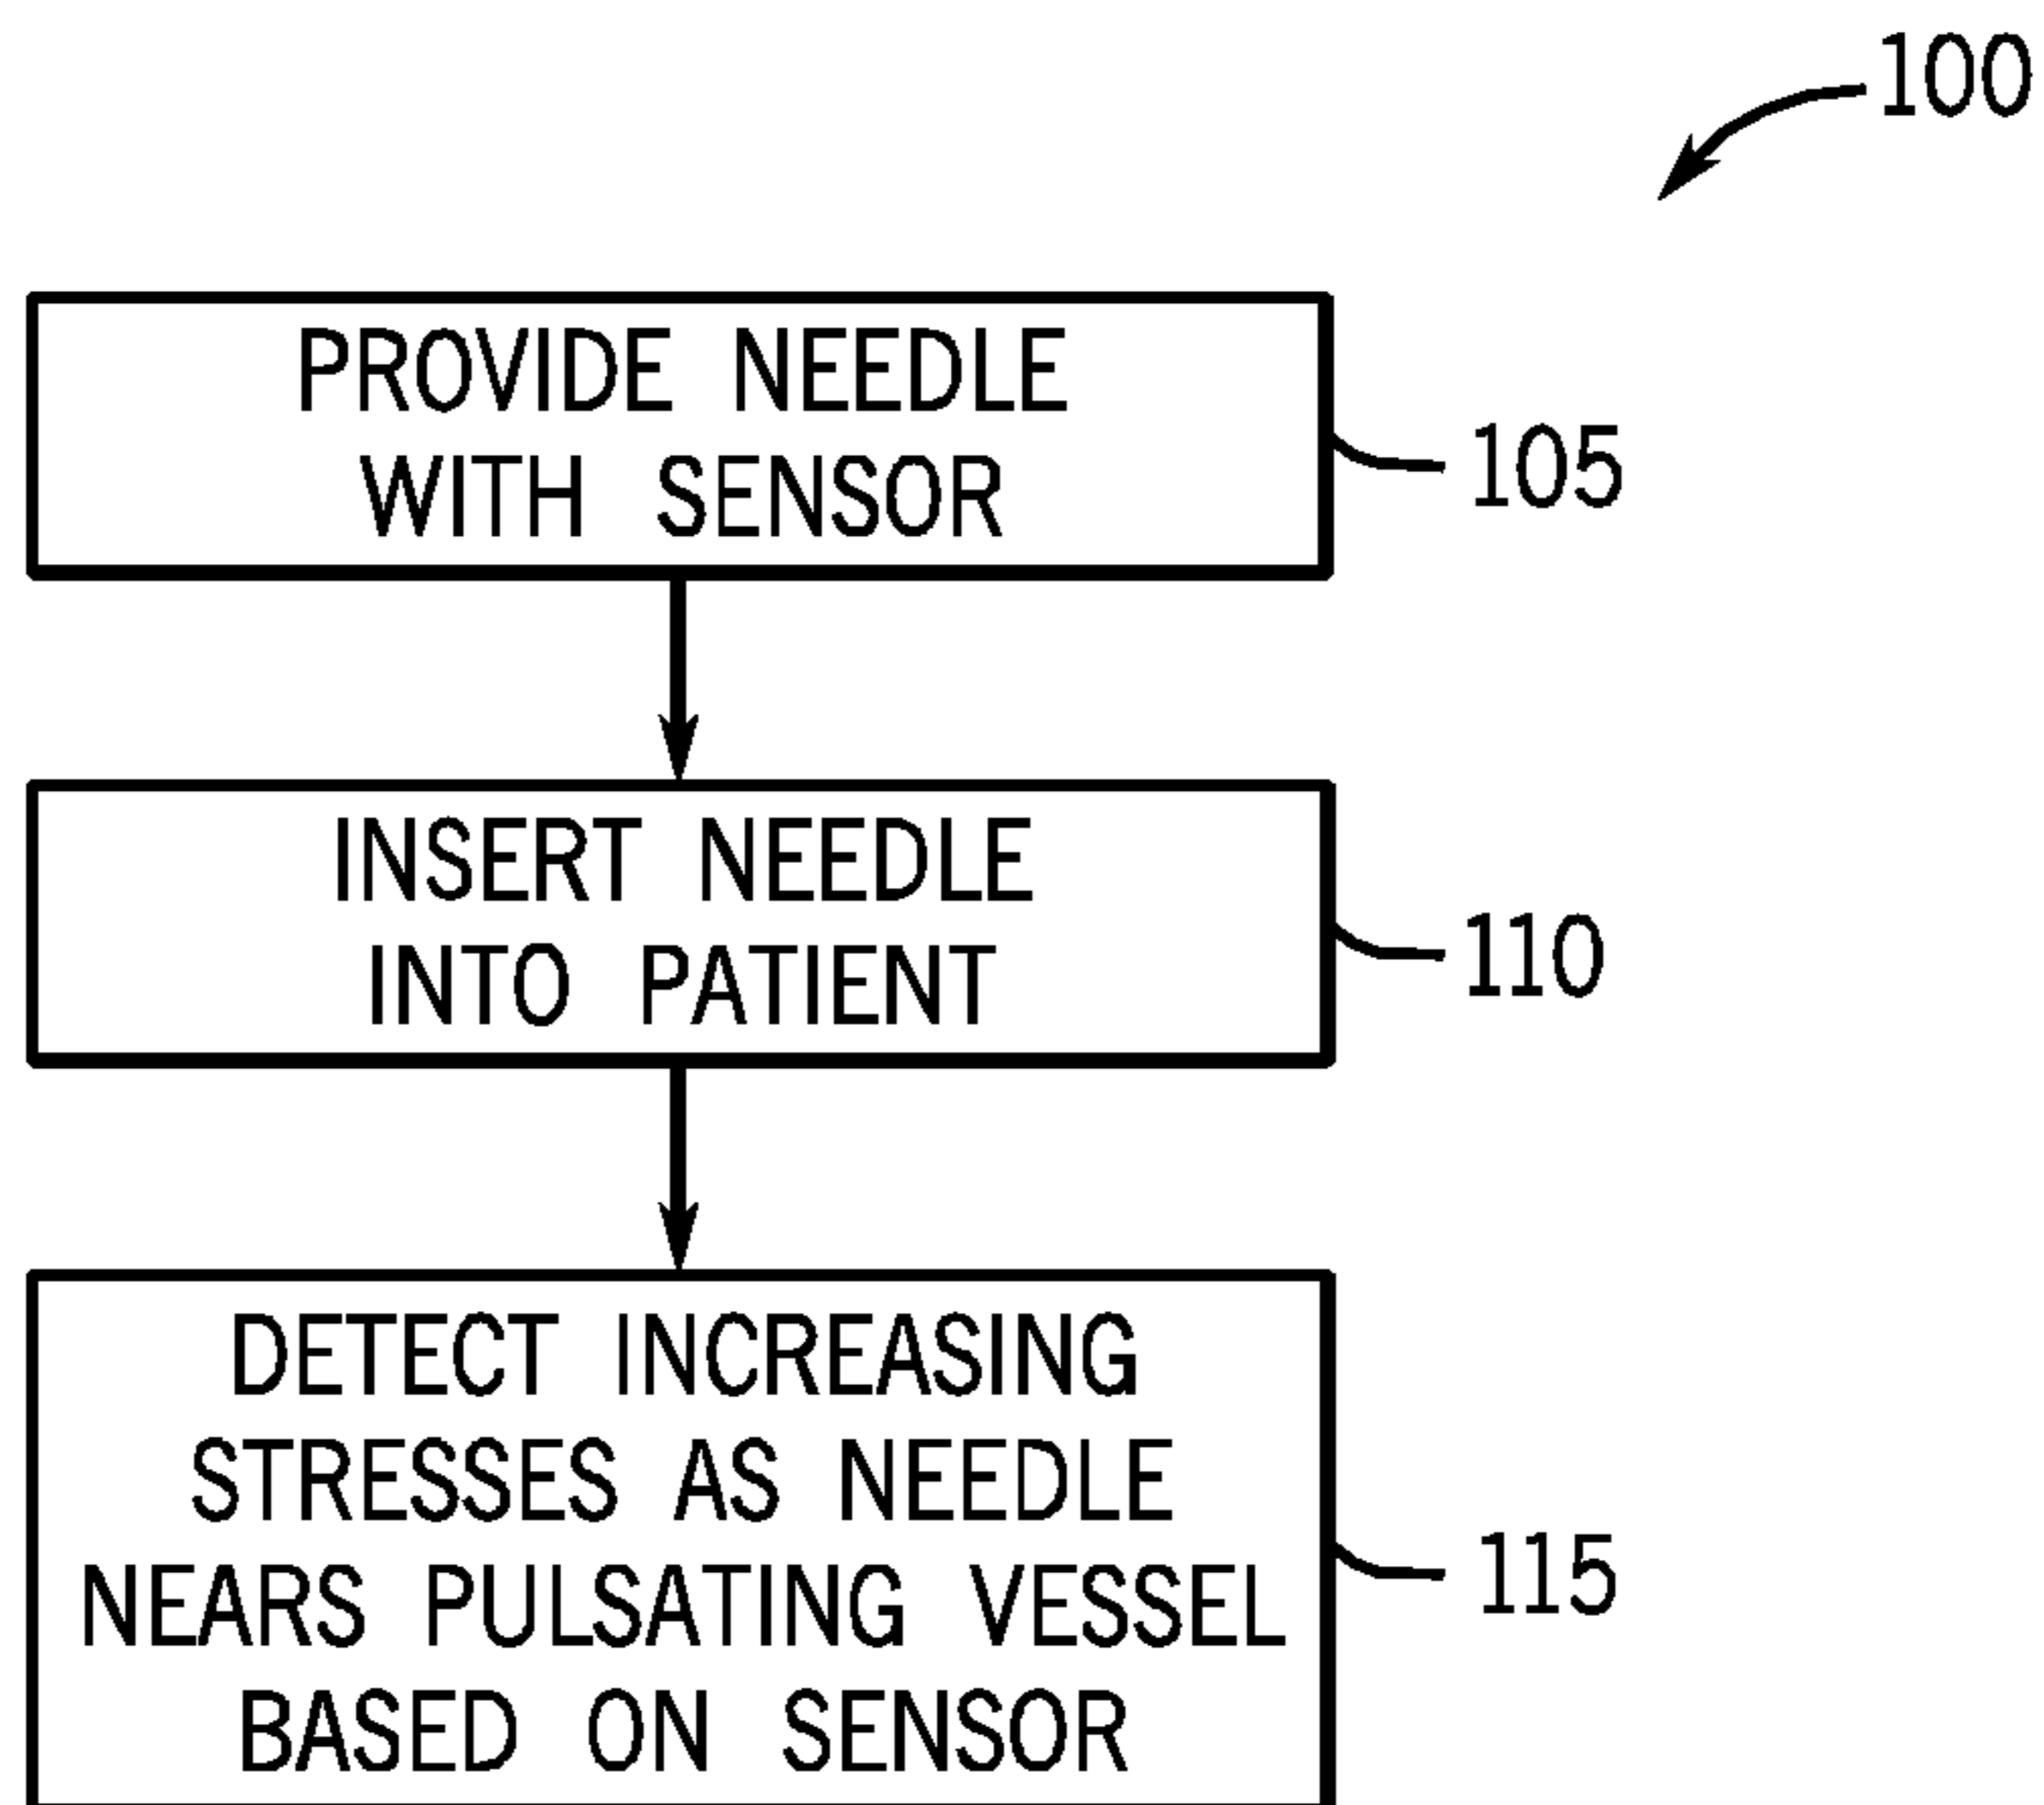 100
PROVIDE NEEDLE
WITH SENSOR
105
INSERT NEEDLE
INTO PATIENT
110
DETECT INCREASING
STRESSES AS NEEDLE
NEARS PULSATING VESSEL
BASED ON SENSOR
115